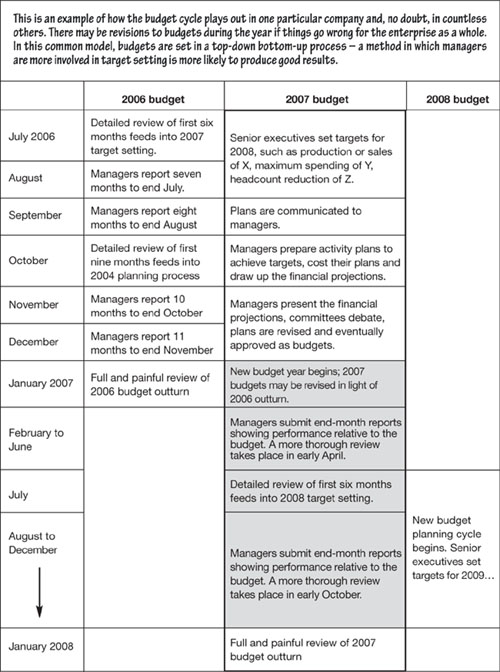 This is an example of how the budget cycle plays out in one particular company and, no doubt, in countless
others. There may be revisions to budgets during the year if things go wrong for the enterprise as a whole.
In this common model, budgets are set in a top-down bottom-up process – a method in which managers
are more involved in target setting is more likely to produce good results.
2006 budget
2007 budget
2008 budget
July 2006
Detailed review of first six
months feeds into 2007
target setting.
Senior executives set targets for
2008, such as production or sales
of X, maximum spending of Y,
headcount reduction of Z.
August
Managers report seven
months to end July.
September
Managers report eight
months to end August
Plans are communicated to
managers.
October
Detailed review of first
nine months feeds into
2004 planning process
Managers prepare activity plans to
achieve targets, cost their plans and
draw up the financial projections.
November
Managers report 10
months to end October
Managers present the financial
projections, committees debate,
plans are revised and eventually
approved as budgets.
December
Managers report 11
months to end November
January 2007
Full and painful review of
2006 budget outturn
New budget year begins; 2007
budgets may be revised in light of
2006 outturn.
February to
June
Managers submit end-month reports
showing performance relative to the
budget. A more thorough review
takes place in early April.
July
Detailed review of first six months
feeds into 2008 target setting.
New budget
planning cycle
begins. Senior
executives set
targets for 2009...
August to
December
Managers submit end-month reports
showing performance relative to the
budget. A more thorough review
takes place in early October.
January 2008
Full and painful review of 2007
budget outturn